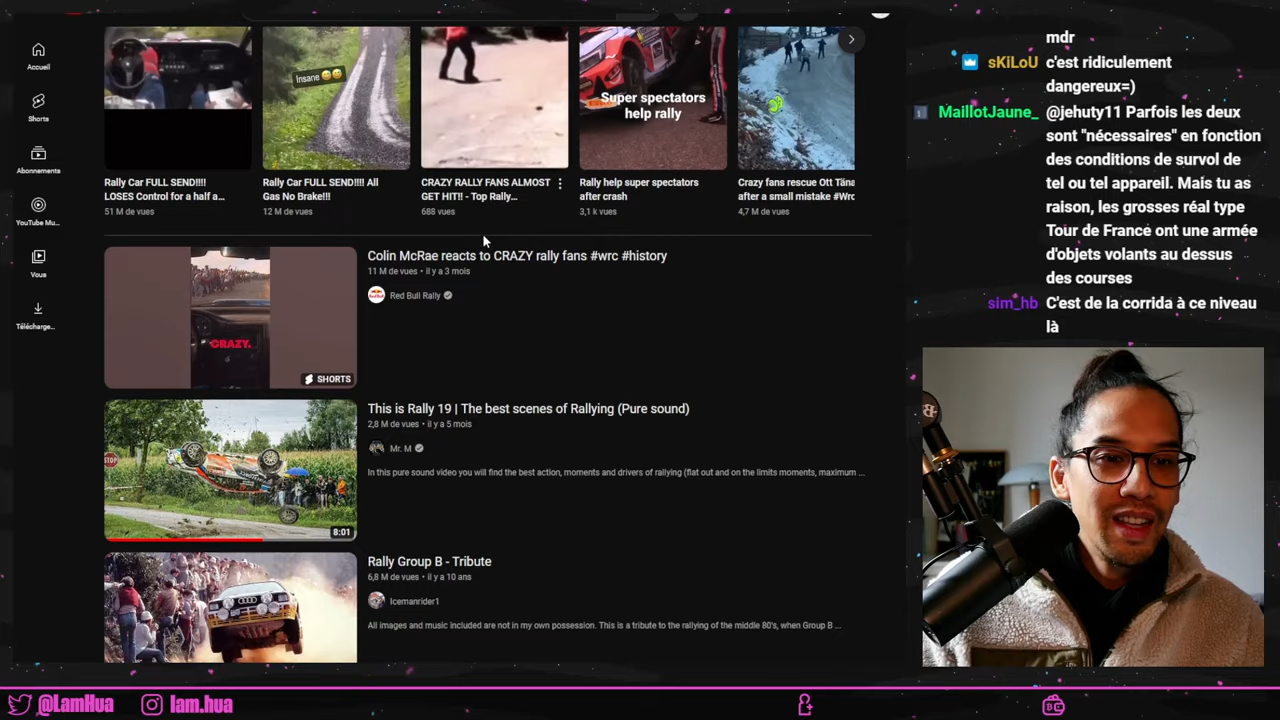 Accueil
Shorts
Abonnements
YouTube Mu...
Vous
Télécharge...
Insane
Super spectators
help rally
Rally Car FULL SEND!!!!
LOSES Control for a half a...
51 M de vues
Rally Car FULL SEND!!!! All
Gas No Brake!!!
12 M de vues
CRAZY RALLY FANS ALMOST
GET HIT!! - Top Rally...
688 vues
Rally help super spectators
after crash
3,1 k vues
Crazy fans rescue Ott Täna
after a small mistake #Wrc
4,7 M de vues
CRAZY.
SHORTS
Colin McRae reacts to CRAZY rally fans #wrc #history
11 M de vues • il y a 3 mois
Red Bull Rally
STOP
8:01
This is Rally 19 | The best scenes of Rallying (Pure sound)
2,8 M de vues • il y a 5 mois
Mr. M
In this pure sound video you will find the best action, moments and drivers of rallying (flat out and on the limits moments, maximum ...
Rally Group B - Tribute
6,8 M de vues • il y a 10 ans
Icemanrider1
All images and music included are not in my own possession. This is a tribute to the rallying of the middle 80's, when Group B ...
mdr
sKiLoU c'est ridiculement
dangereux=)
1 MaillotJaune_ @jehuty11 Parfois les deux
sont "nécessaires" en fonction
des conditions de survol de
tel ou tel appareil. Mais tu as
raison, les grosses réal type
Tour de France ont une armée
d'objets volants au dessus
des courses
sim_hb C'est de la corrida à ce niveau
là
@LamHua
lam.hua